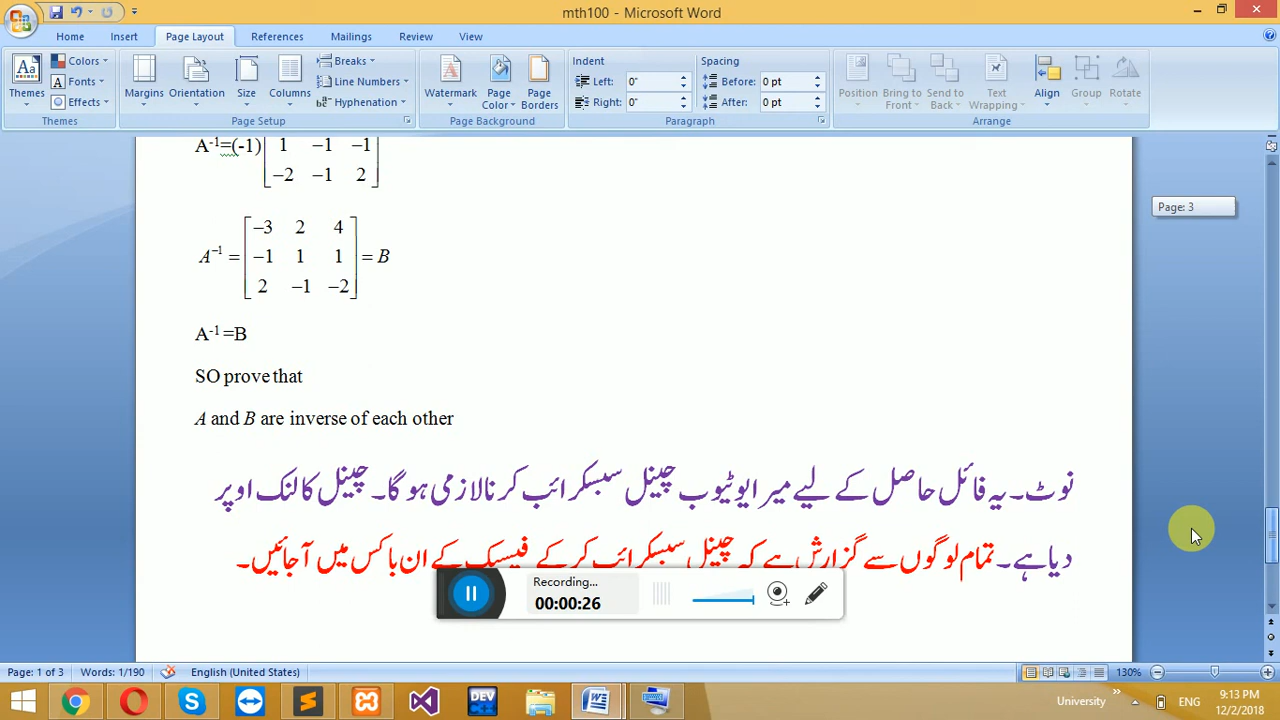 mth100 - Microsoft Word
Home Insert Page Layout References Mailings Review View
Themes Colors Fonts Effects
Margins Orientation Size Columns Breaks Line Numbers Hyphenation
Watermark Page Color Page Borders
Indent Left: 0" Right: 0"
Spacing Before: 0 pt After: 0 pt
Position Bring to Front Send to Back Text Wrapping Align Group Rotate
Themes Page Setup Page Background Paragraph Arrange
A⁻¹=(-1) [1 −1 −1
−2 −1 2]
Page: 3
[−3 2 4
A⁻¹ = −1 1 1 = B
2 −1 −2]
A⁻¹ =B
SO prove that
A and B are inverse of each other
نوٹ۔ یہ فائل حاصل کے لیے میرا یوٹیوب چینل سبسکرائب کرنا لازمی ہو گا۔ چینل کا لنک اوپر
دیا ہے۔ تمام لوگوں سے گزارش ہے کہ چینل سبسکرائب کر کے فیسبک کے ان باکس میں آ جائیں۔
Recording...
00:00:26
Page: 1 of 3 Words: 1/190 English (United States) 130%
DEV
University ENG 9:13 PM
12/2/2018